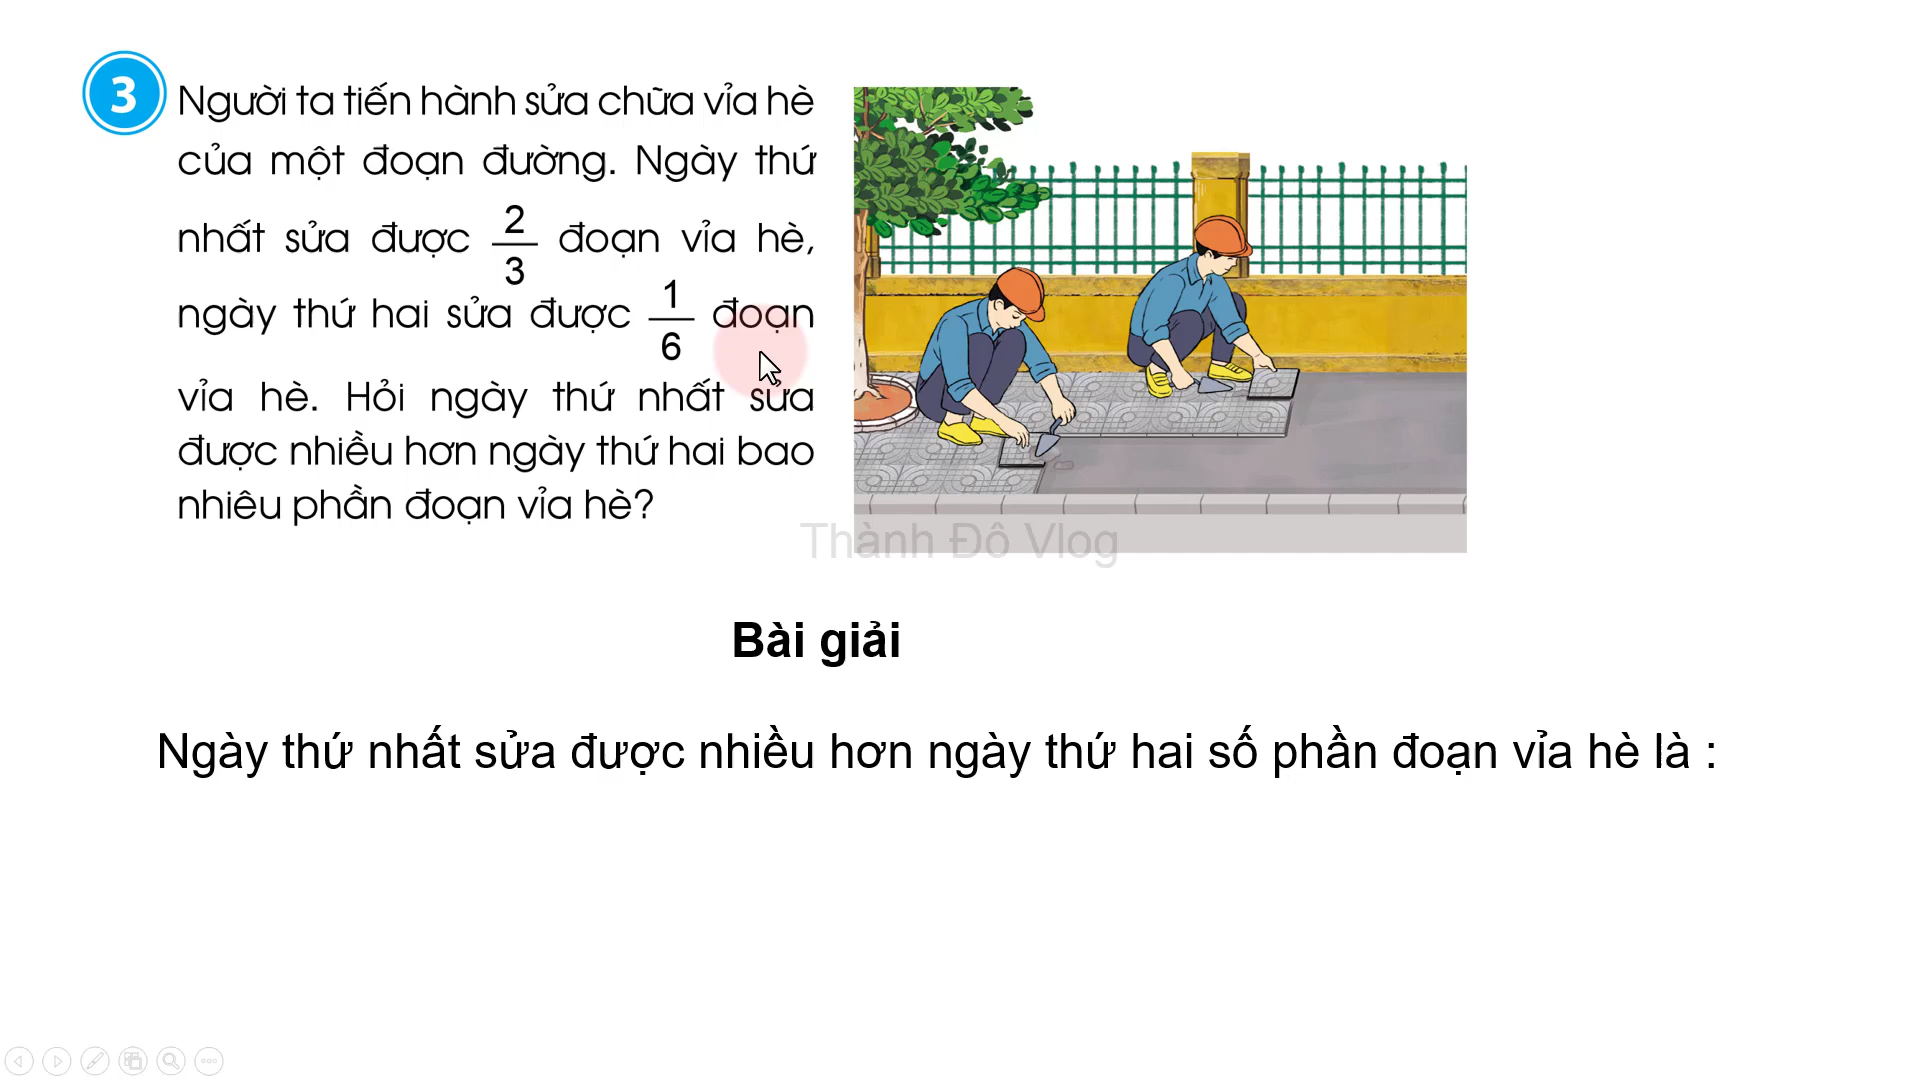 3
Người ta tiến hành sửa chữa vỉa hè
của một đoạn đường. Ngày thứ
nhất sửa được 2/3 đoạn vỉa hè,
ngày thứ hai sửa được 1/6 đoạn
vỉa hè. Hỏi ngày thứ nhất sửa
được nhiều hơn ngày thứ hai bao
nhiêu phần đoạn vỉa hè?
Thành Đô Vlog
Bài giải
Ngày thứ nhất sửa được nhiều hơn ngày thứ hai số phần đoạn vỉa hè là :